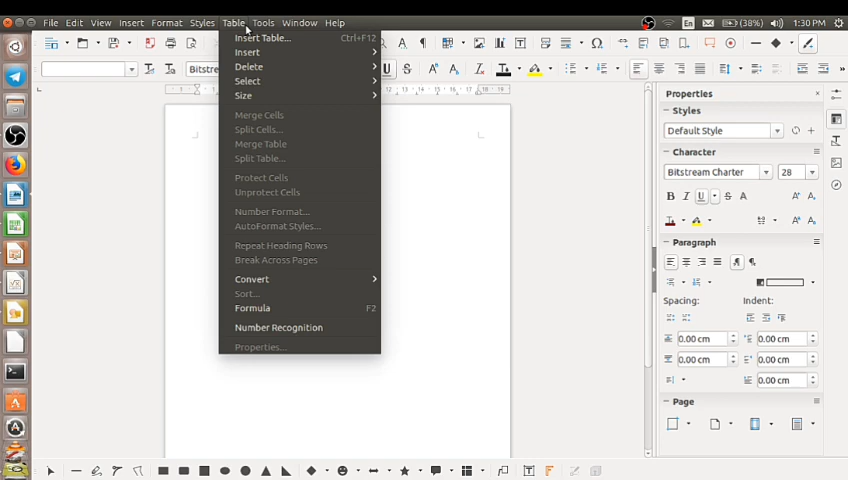 File Edit View Insert Format Styles Table Tools Window Help
En (38%) 1:30 PM
Insert Table... Ctrl+F12
Insert
Delete
Select
Size
Merge Cells
Split Cells...
Merge Table
Split Table...
Protect Cells
Unprotect Cells
Number Format...
AutoFormat Styles...
Repeat Heading Rows
Break Across Pages
Convert
Sort...
Formula F2
Number Recognition
Properties...
Bitstre
Properties
Styles
Default Style
Character
Bitstream Charter 28
Paragraph
Spacing: Indent:
0.00 cm 0.00 cm
0.00 cm 0.00 cm
0.00 cm
Page